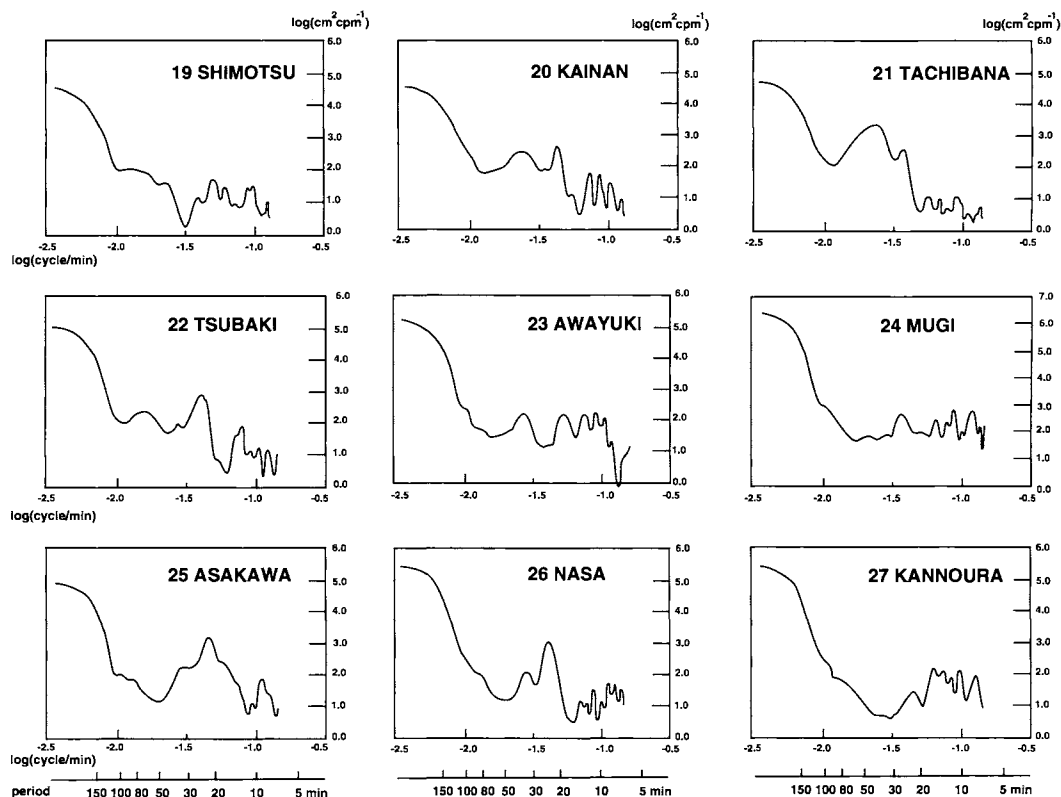 log(cm²cpm⁻¹) log(cm²cpm⁻¹)
6.0 6.0 6.0
19 SHIMOTSU 20 KAINAN 21 TACHIBANA
5.0 5.0 5.0
4.0 4.0 4.0
3.0 3.0 3.0
2.0 2.0 2.0
1.0 1.0 1.0
0.0 0.0 0.0
-2.5 -2.0 -1.5 -1.0 -0.5 -2.5 -2.0 -1.5 -1.0 -0.5 -2.5 -2.0 -1.5 -1.0 -0.5
log(cycle/min)
6.0 6.0 7.0
22 TSUBAKI 23 AWAYUKI 24 MUGI
5.0 5.0 6.0
4.0 4.0 5.0
3.0 3.0 4.0
2.0 2.0 3.0
1.0 1.0 2.0
0.0 0.0 1.0
0.0
-2.5 -2.0 -1.5 -1.0 -0.5 -2.5 -2.0 -1.5 -1.0 -0.5 -2.5 -2.0 -1.5 -1.0 -0.5
log(cycle/min)
6.0 6.0 6.0
25 ASAKAWA 26 NASA 27 KANNOURA
5.0 5.0 5.0
4.0 4.0 4.0
3.0 3.0 3.0
2.0 2.0 2.0
1.0 1.0 1.0
0.0 0.0 0.0
-2.5 -2.0 -1.5 -1.0 -0.5 -2.5 -2.0 -1.5 -1.0 -0.5 -2.5 -2.0 -1.5 -1.0 -0.5
log(cycle/min)
period 150 100 80 50 30 20 10 5 min 150 100 80 50 30 20 10 5 min 150 100 80 50 30 20 10 5 min